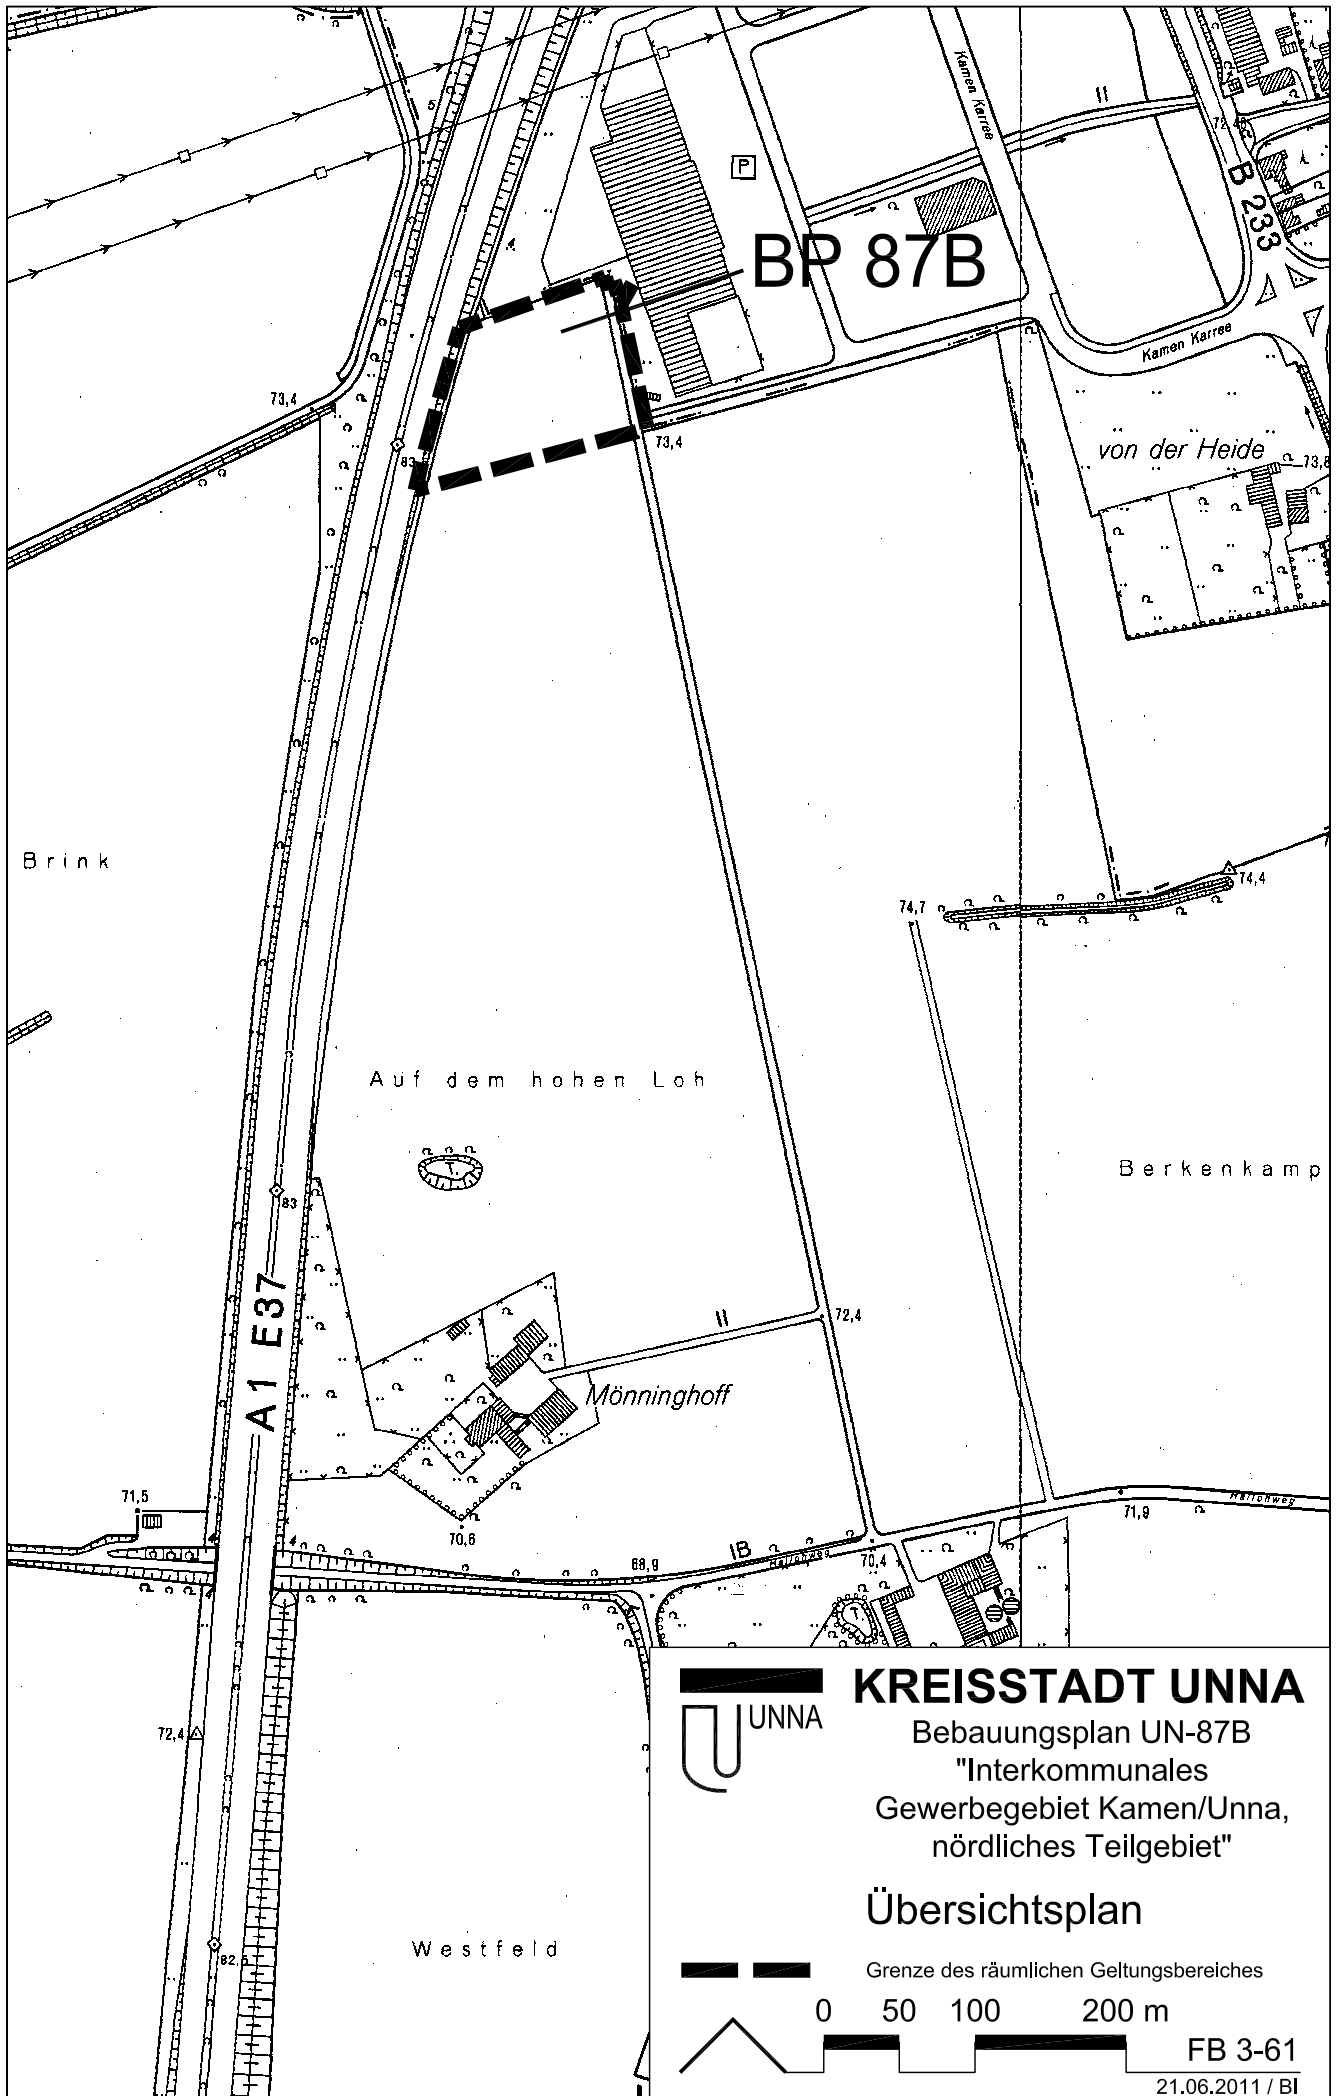 Kamen Karree
II
72,4
B 233
P
BP 87B
Kamen Karree
73,4
83
73,4
von der Heide
73,8
Brink
74,7
74,4
Auf dem hohen Loh
Berkenkamp
83
A1 E37
II
72,4
Mönninghoff
71,5
70,6
68,9
IB
70,4
71,9
72,4
82,5
Westfeld
UNNA
KREISSTADT UNNA
Bebauungsplan UN-87B
"Interkommunales
Gewerbegebiet Kamen/Unna,
nördliches Teilgebiet"
Übersichtsplan
Grenze des räumlichen Geltungsbereiches
0 50 100 200 m
FB 3-61
21.06.2011 / Bl